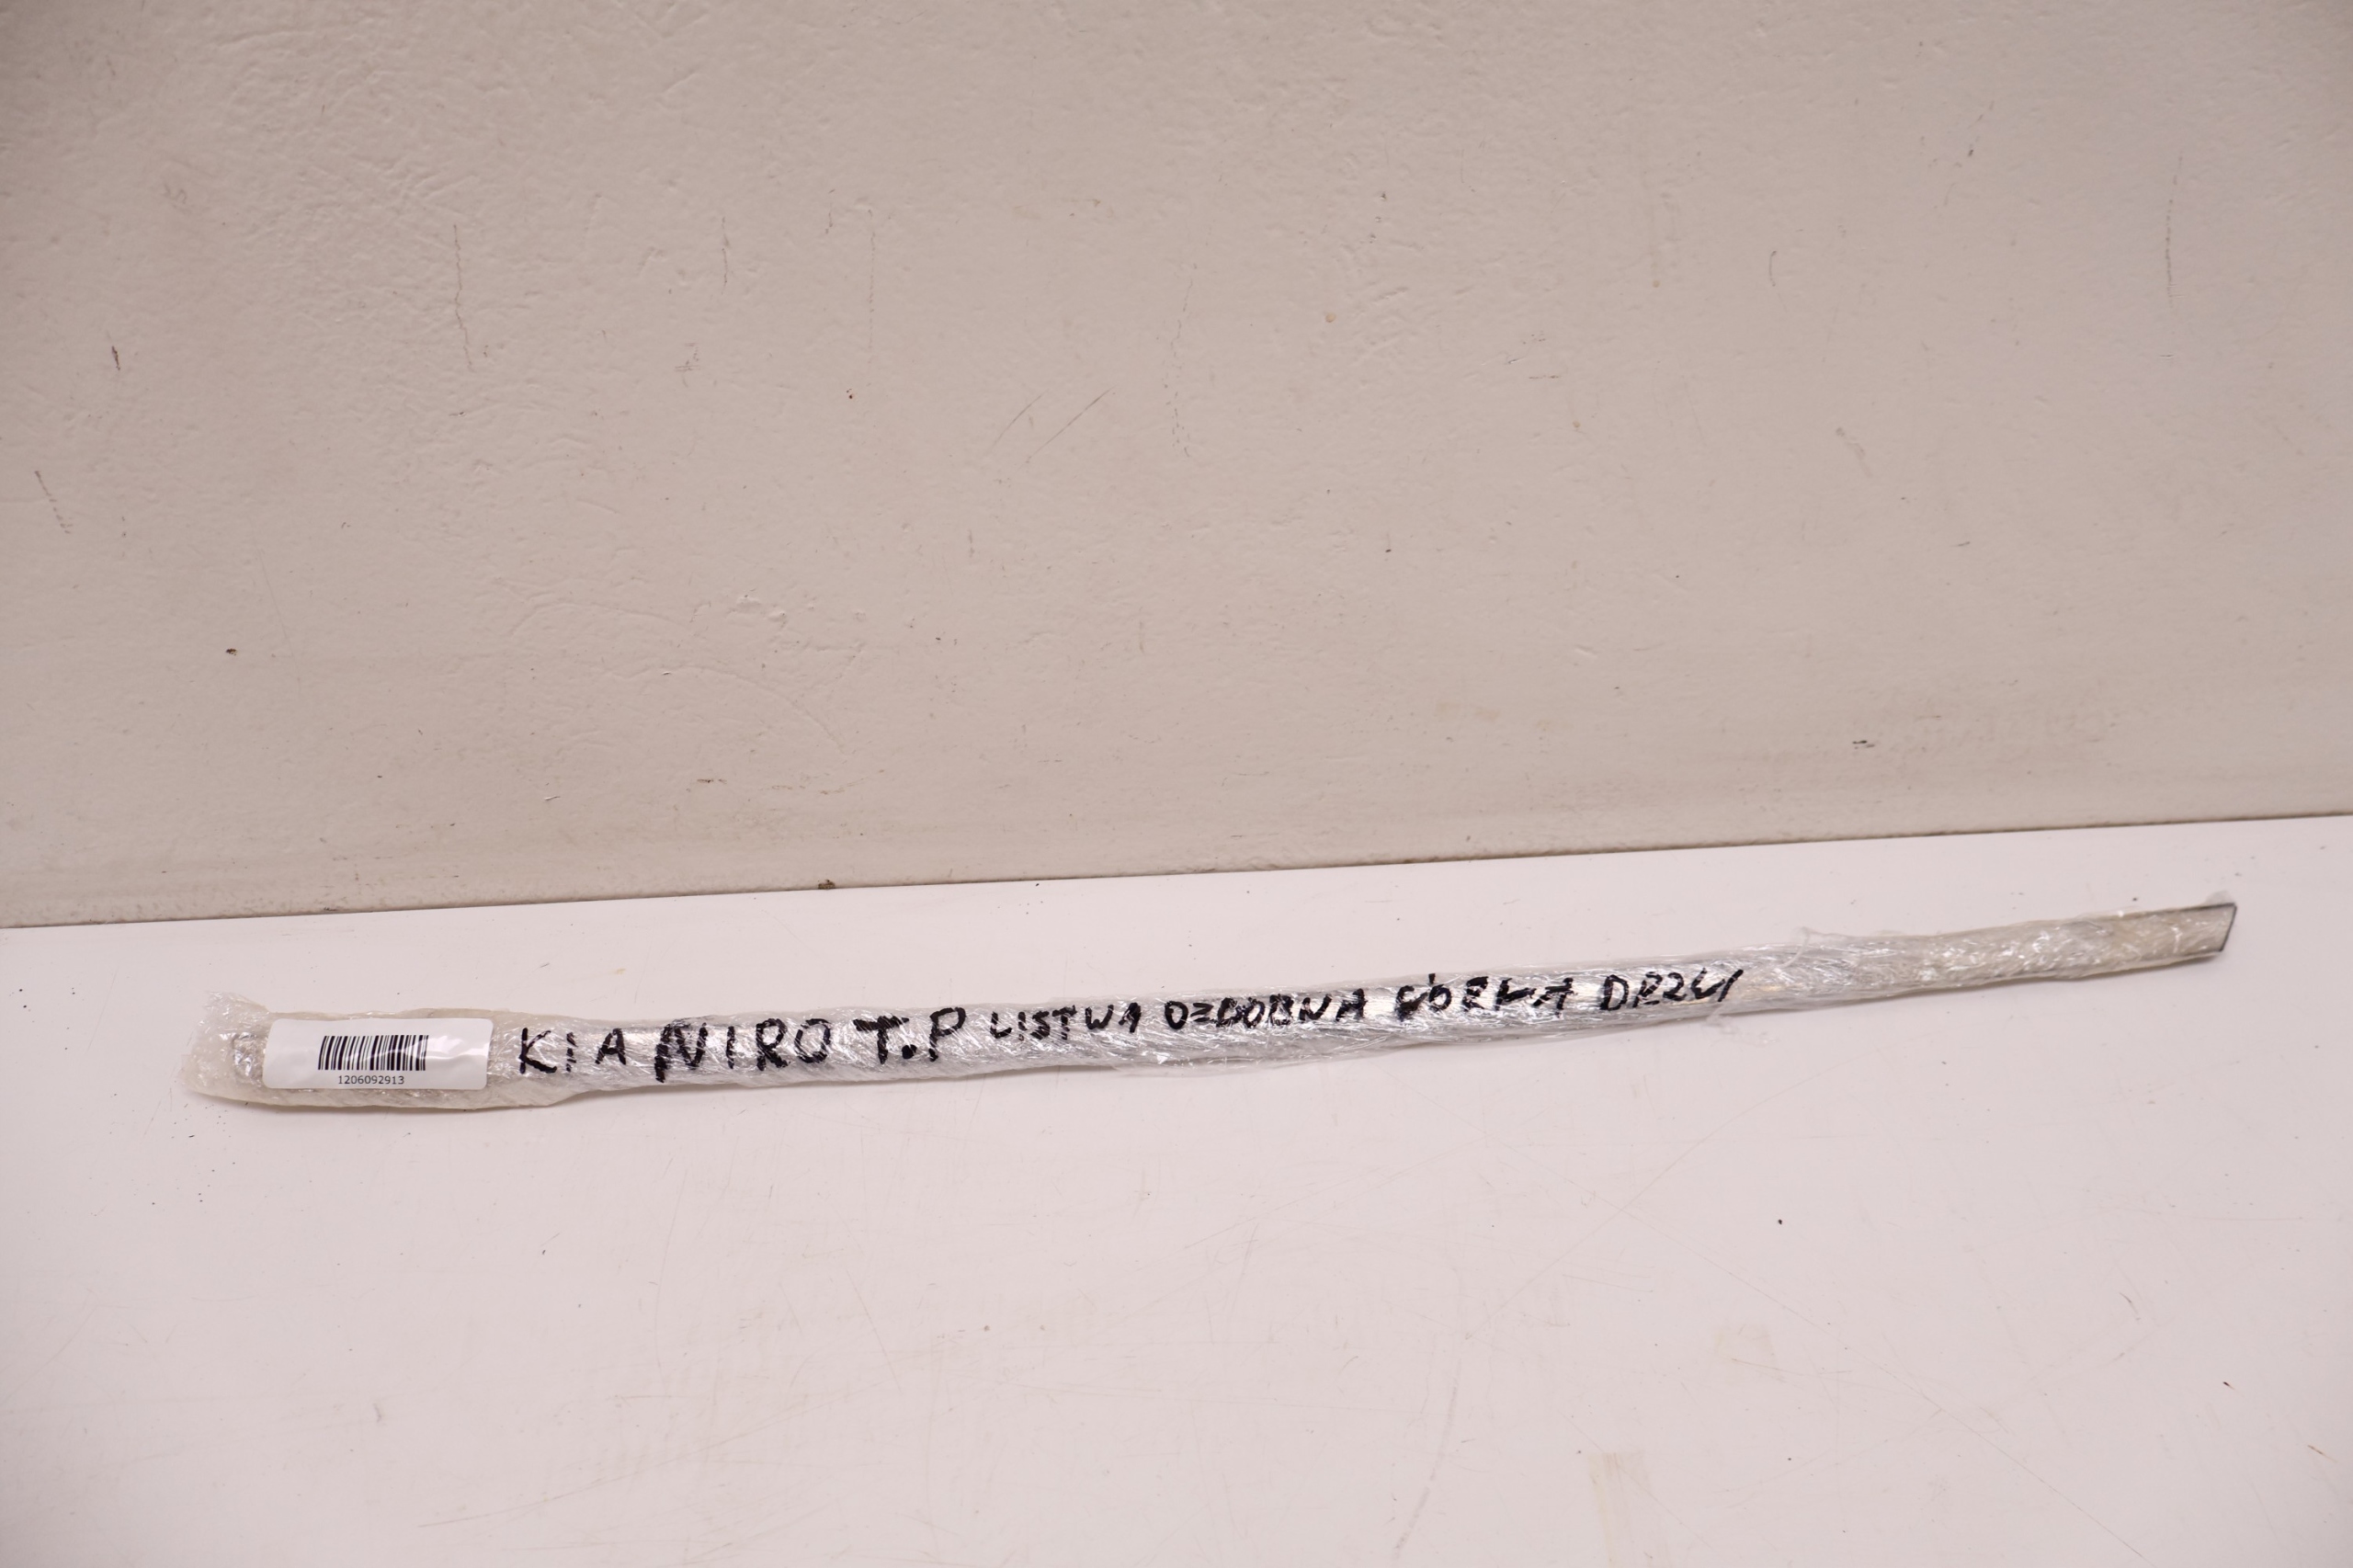 1206092913
KIA NIRO T.P LISTWA OZDOBNA GÓRNA DRZWI